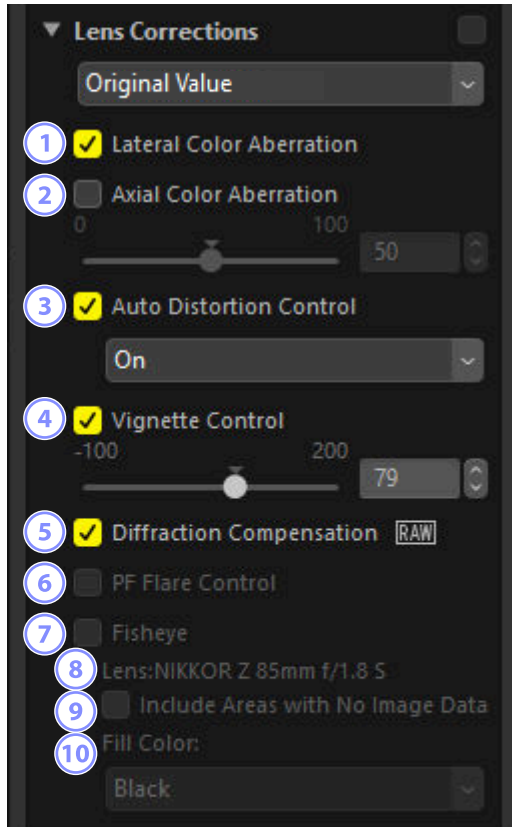 Lens Corrections
Original Value
1 Lateral Color Aberration
2 Axial Color Aberration
0 100
50
3 Auto Distortion Control
On
4 Vignette Control
-100 200
79
5 Diffraction Compensation RAW
6 PF Flare Control
7 Fisheye
8 Lens:NIKKOR Z 85mm f/1.8 S
9 Include Areas with No Image Data
10 Fill Color:
Black